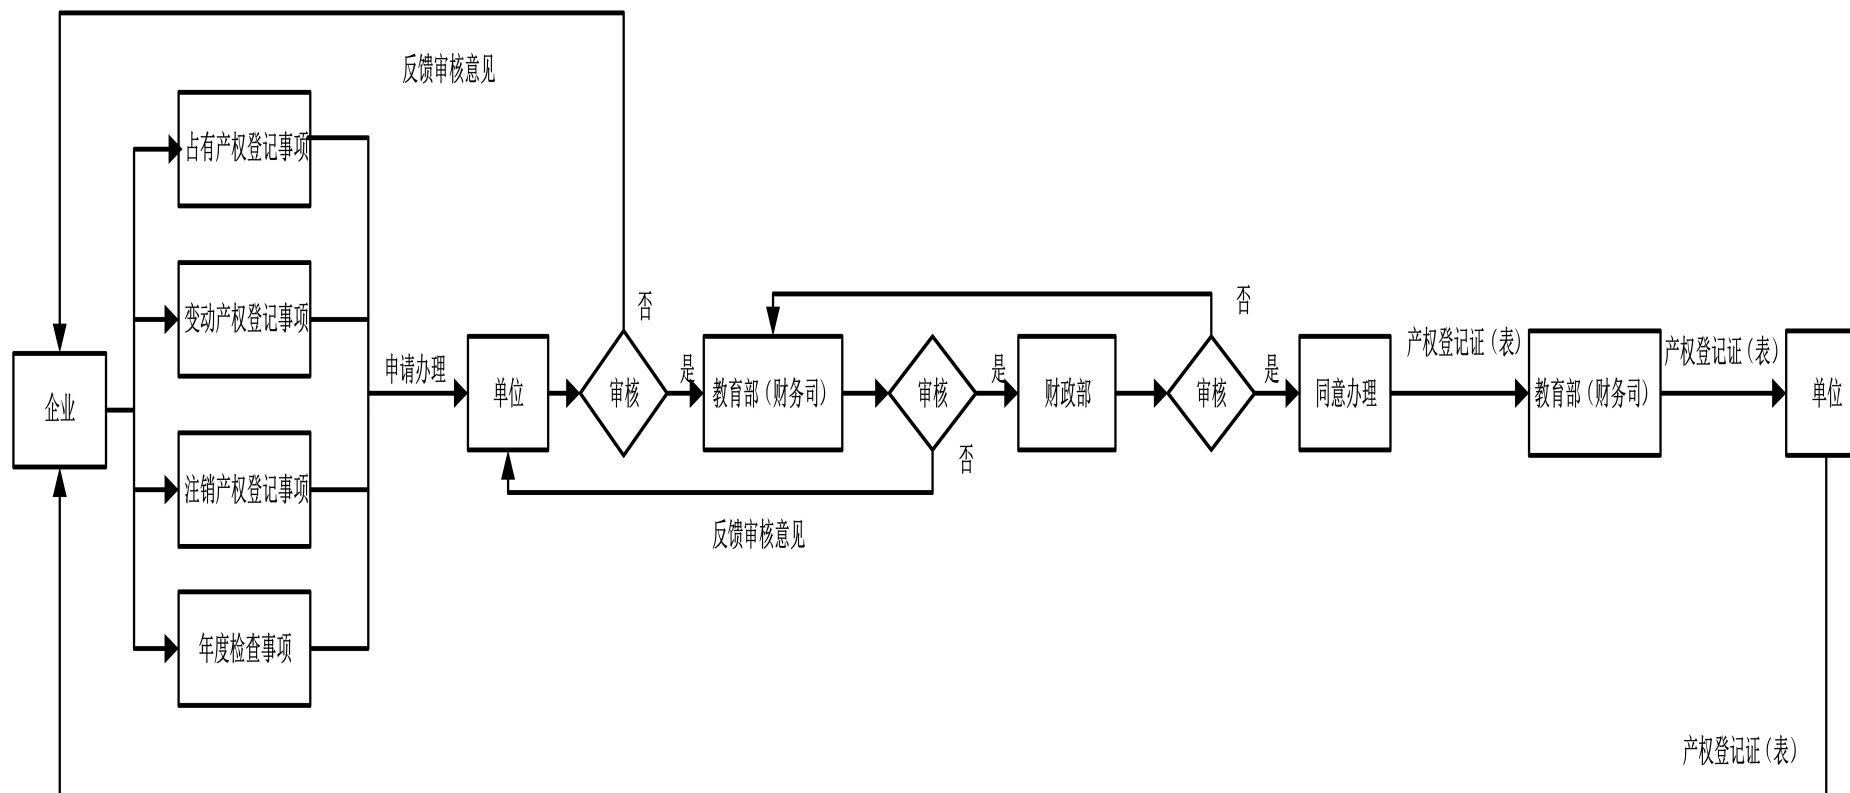 反馈审核意见
占有产权登记事项
变动产权登记事项
注销产权登记事项
年度检查事项
企业
申请办理
单位
审核
否
是
教育部（财务司）
审核
是
否
反馈审核意见
财政部
审核
否
是
同意办理
产权登记证（表）
教育部（财务司）
产权登记证（表）
单位
产权登记证（表）